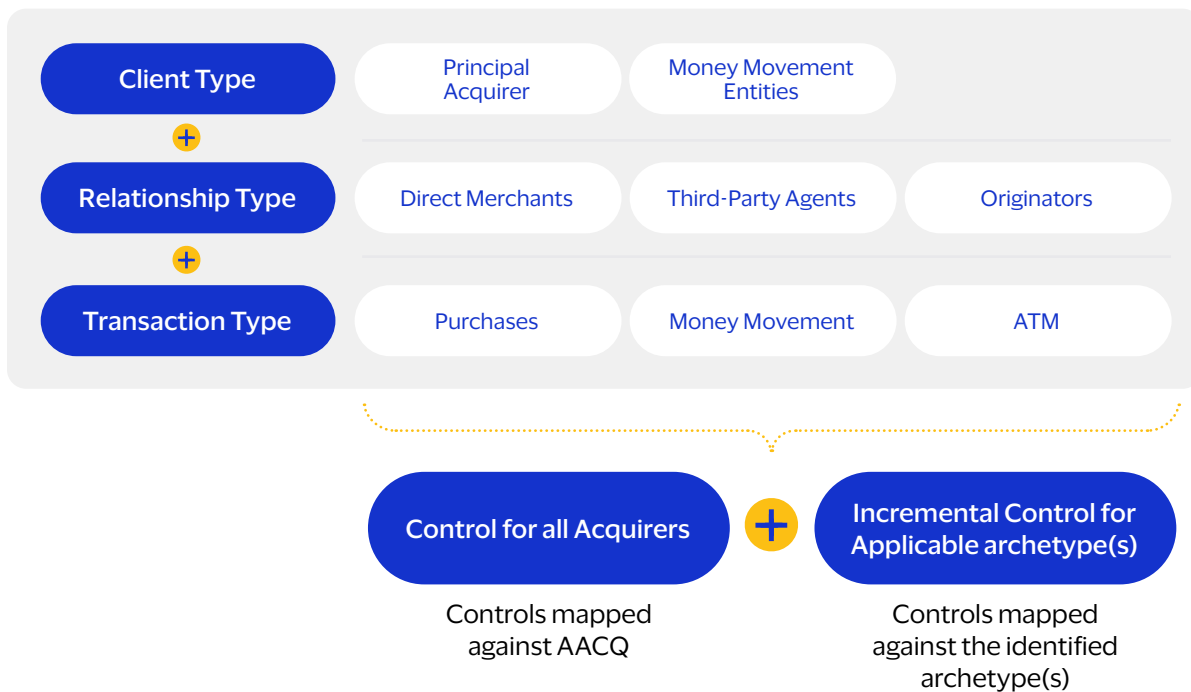 Client Type
Principal
Acquirer
Money Movement
Entities
+
Relationship Type
Direct Merchants
Third-Party Agents
Originators
+
Transaction Type
Purchases
Money Movement
ATM
Control for all Acquirers
+
Incremental Control for
Applicable archetype(s)
Controls mapped
against AACQ
Controls mapped
against the identified
archetype(s)